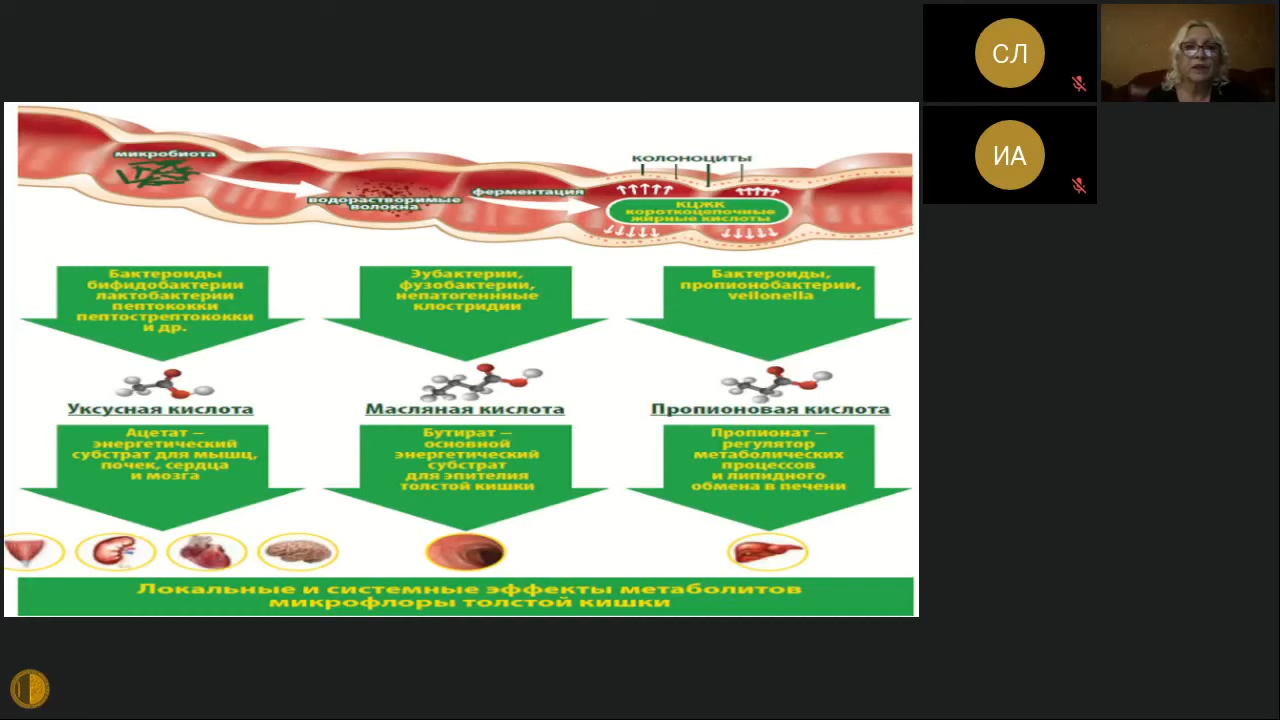 СЛ
ИА
микробиота
водорастворимые
волокна
ферментация
колоноциты
КЦЖК
короткоцепочные
жирные кислоты
Бактероиды
бифидобактерии
лактобактерии
пептококки
пептострептококки
и др.
Эубактерии,
фузобактерии,
непатогеннные
клостридии
Бактероиды,
пропионобактерии,
veilonella
Уксусная кислота
Масляная кислота
Пропионовая кислота
Ацетат —
энергетический
субстрат для мышц,
почек, сердца
и мозга
Бутират —
основной
энергетический
субстрат
для эпителия
толстой кишки
Пропионат —
регулятор
метаболических
процессов
и липидного
обмена в печени
Локальные и системные эффекты метаболитов
микрофлоры толстой кишки